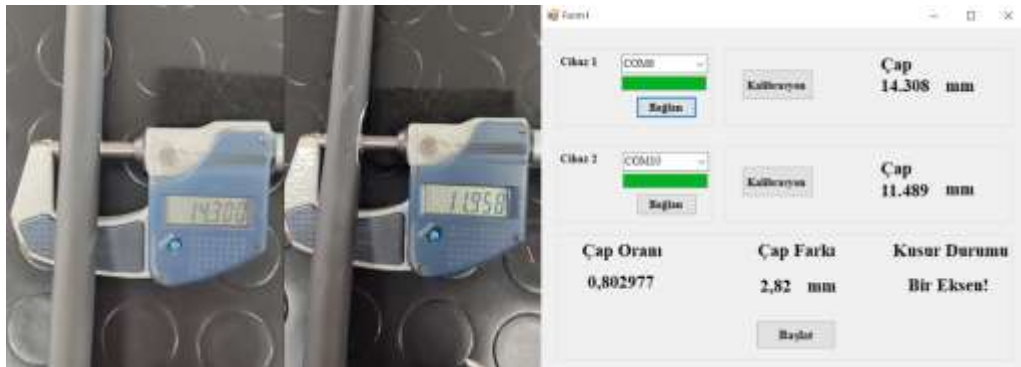 14.300
11.958
Form1
Cihaz 1
COM8
Bağlan
Kalibrasyon
Çap
14.308 mm
Cihaz 2
COM10
Bağlan
Kalibrasyon
Çap
11.489 mm
Çap Oranı
Çap Farkı
Kusur Durumu
0,802977
2,82 mm
Bir Eksen!
Başlat